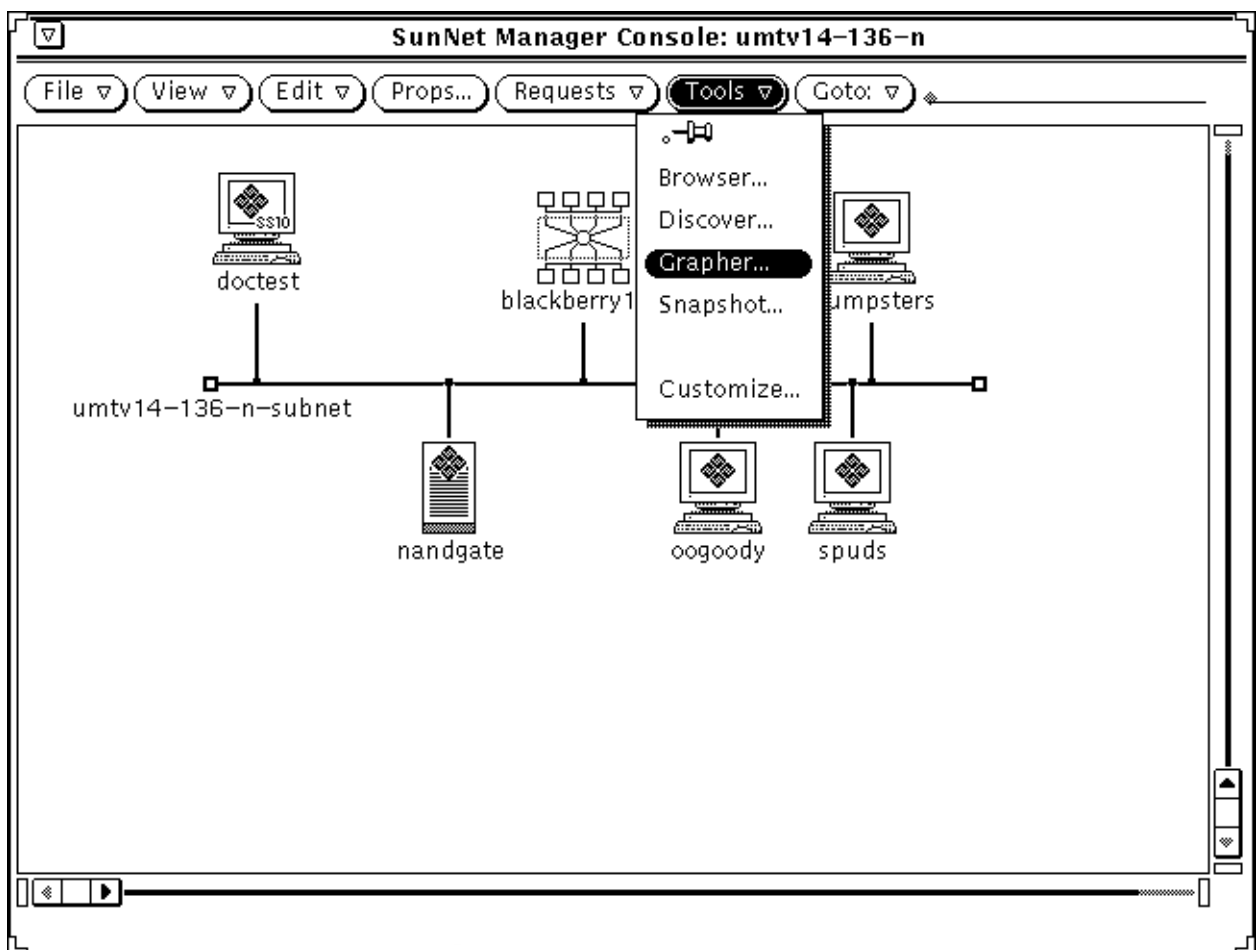 SunNet Manager Console: umtv14-136-n
File View Edit Props... Requests Tools Goto:
Browser...
Discover...
Grapher...
Snapshot...
Customize...
SS10
doctest
blackberry1
umpsters
umtv14-136-n-subnet
nandgate
oogoody
spuds